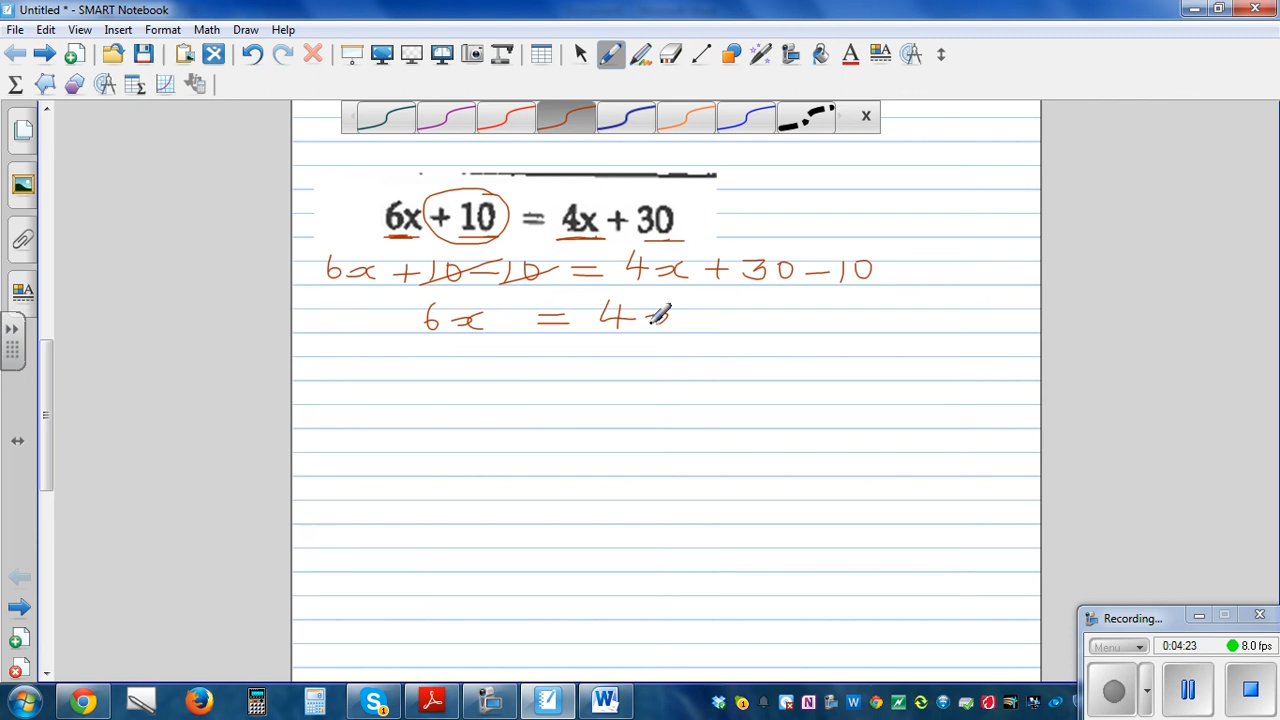 Untitled * - SMART Notebook
File Edit View Insert Format Math Draw Help
x
6x + 10 = 4x + 30
6x + 10 - 10 = 4x + 30 - 10
6x = 4x
Recording...
Menu 0:04:23 8.0 fps